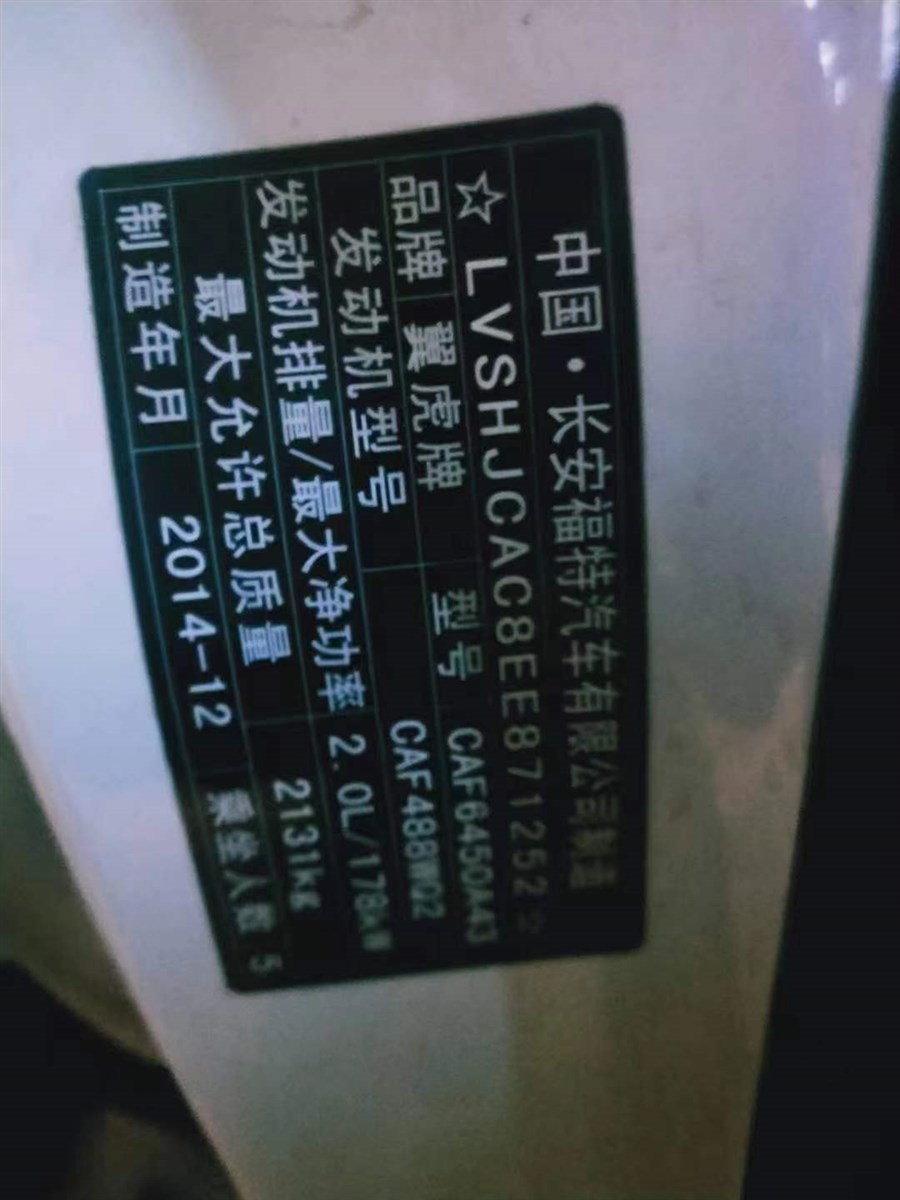 中国·长安福特汽车有限公司制造
☆LVSHJCAC8EE871252☆
品牌 翼虎牌 型号 CAF6450A43
发动机型号 CAF488WQ2
发动机排量/最大净功率 2.0L/178kW
最大允许总质量 2131kg
制造年月 2014-12 乘坐人数 5